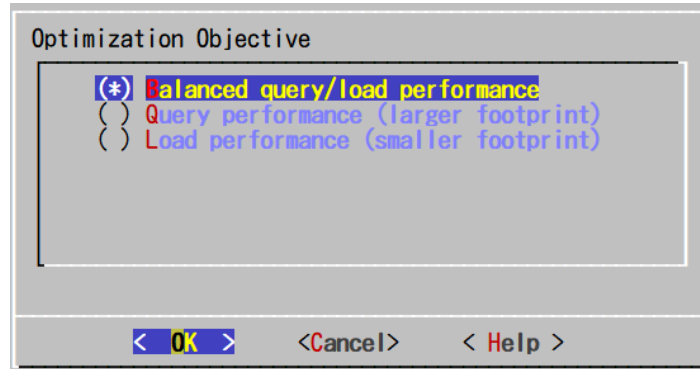 Optimization Objective
(*) Balanced query/load performance
( ) Query performance (larger footprint)
( ) Load performance (smaller footprint)
< OK > <Cancel> < Help >